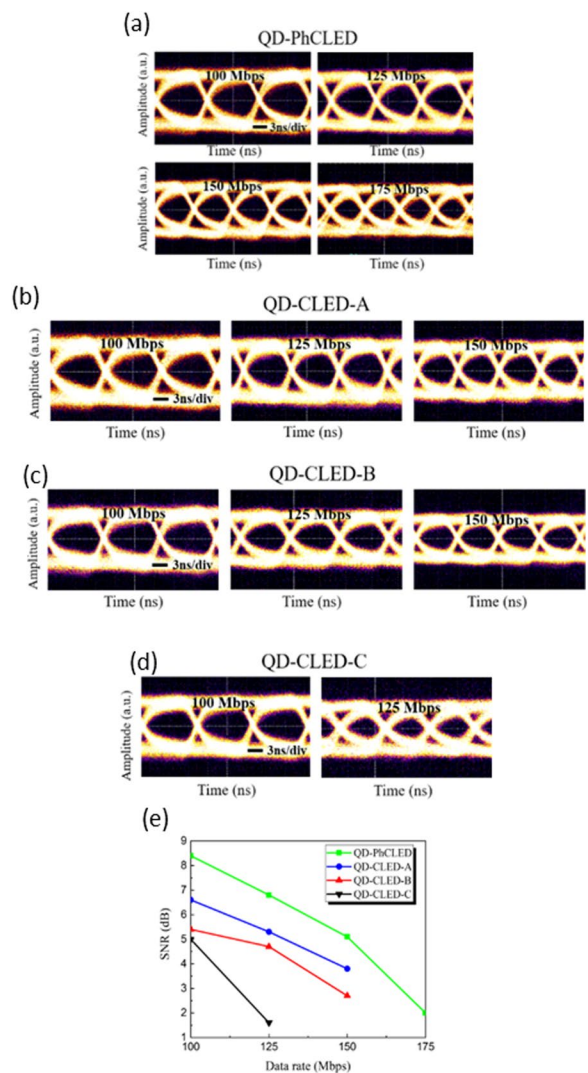 (a)
QD-PhCLED
Amplitude (a.u.)
100 Mbps
3ns/div
Time (ns)
125 Mbps
Time (ns)
Amplitude (a.u.)
150 Mbps
175 Mbps
Time (ns)
Time (ns)
(b)
QD-CLED-A
Amplitude (a.u.)
100 Mbps
3ns/div
Time (ns)
125 Mbps
Time (ns)
150 Mbps
Time (ns)
(c)
QD-CLED-B
Amplitude (a.u.)
100 Mbps
3ns/div
Time (ns)
125 Mbps
Time (ns)
150 Mbps
Time (ns)
(d)
QD-CLED-C
Amplitude (a.u.)
100 Mbps
3ns/div
Time (ns)
125 Mbps
Time (ns)
(e)
SNR (dB)
9
8
7
6
5
4
3
2
1
QD-PhCLED
QD-CLED-A
QD-CLED-B
QD-CLED-C
100
125
150
175
Data rate (Mbps)